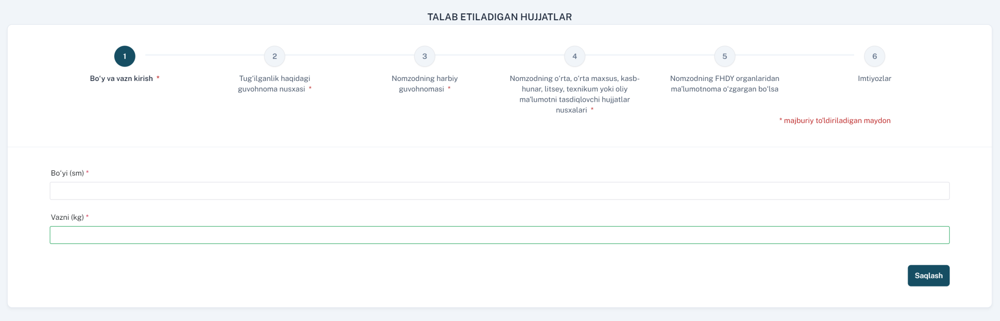 TALAB ETILADIGAN HUJJATLAR
1
2
3
4
5
6
Bo‘y va vazn kirish *
Tug‘ilganlik haqidagi
guvohnoma nusxasi *
Nomzodning harbiy
guvohnomasi *
Nomzodning o‘rta, o‘rta maxsus, kasb-
hunar, litsey, texnikum yoki oliy
ma’lumotni tasdiqlovchi hujjatlar
nusxalari *
Nomzodning FHDY organlaridan
ma’lumotnoma o‘zgargan bo‘lsa
Imtiyozlar
* majburiy to'ldiriladigan maydon
Bo‘yi (sm) *
Vazni (kg) *
Saqlash